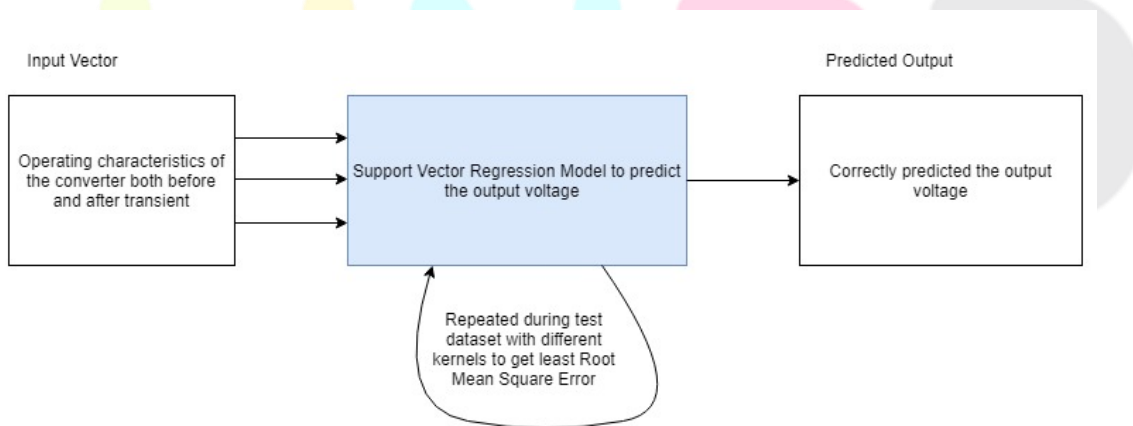 Input Vector
Predicted Output
Operating characteristics of
the converter both before
and after transient
Support Vector Regression Model to predict
the output voltage
Correctly predicted the output
voltage
Repeated during test
dataset with different
kernels to get least Root
Mean Square Error